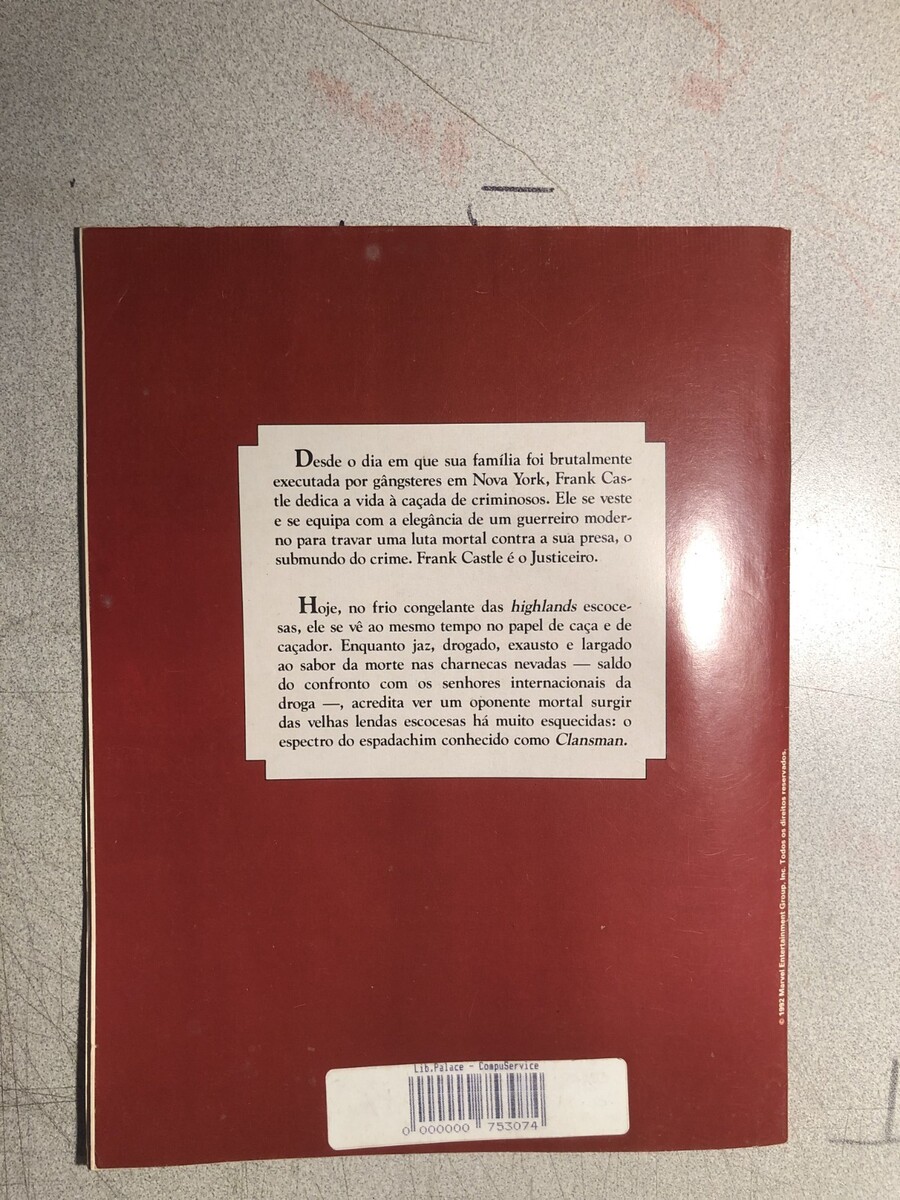 Desde o dia em que sua família foi brutalmente
executada por gângsteres em Nova York, Frank Cas-
tle dedica a vida à caçada de criminosos. Ele se veste
e se equipa com a elegância de um guerreiro moder-
no para travar uma luta mortal contra a sua presa, o
submundo do crime. Frank Castle é o Justiceiro.
Hoje, no frio congelante das highlands escoce-
sas, ele se vê ao mesmo tempo no papel de caça e de
caçador. Enquanto jaz, drogado, exausto e largado
ao sabor da morte nas charnecas nevadas — saldo
do confronto com os senhores internacionais da
droga —, acredita ver um oponente mortal surgir
das velhas lendas escocesas há muito esquecidas: o
espectro do espadachim conhecido como Clansman.
© 1992 Marvel Entertainment Group, Inc. Todos os direitos reservados.
Lib.Palace - CompuService
0 000000 753074